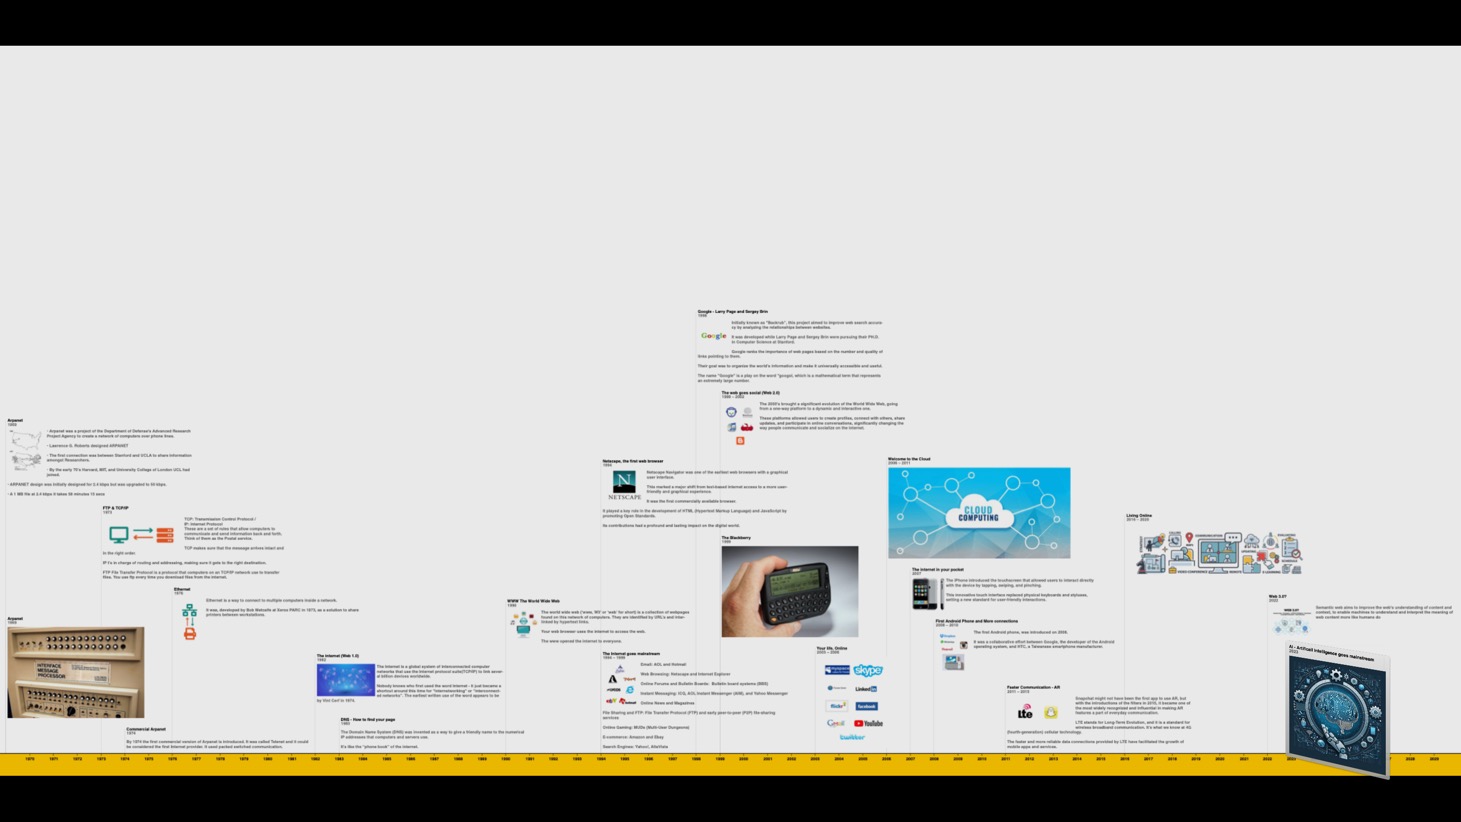 Google - Larry Page and Sergey Brin
1998
Initially known as "Backrub", this project aimed to improve web search accura-
cy by analyzing the relationships between websites.
It was developed while Larry Page and Sergey Brin were pursuing their Ph.D.
in Computer Science at Stanford.
Google ranks the importance of web pages based on the number and quality of
links pointing to them.
Their goal was to organize the world's information and make it universally accessible and useful.
The name "Google" is a play on the word "googol, which is a mathematical term that represents
an extremely large number.
Google
The web goes social (Web 2.0)
1999 – 2003
The 2000's brought a significant evolution of the World Wide Web, going
from a one-way platform to a dynamic and interactive one.
These platforms allowed users to create profiles, connect with others, share
updates, and participate in online conversations, significantly changing the
way people communicate and socialize on the internet.
Arpanet
1969
- Arpanet was a project of the Department of Defense's Advanced Research
Project Agency to create a network of computers over phone lines.
- Lawrence G. Roberts designed ARPANET
- The first connection was between Stanford and UCLA to share information
amongst Researchers.
- By the early 70's Harvard, MIT, and University College of London UCL had
joined.
- ARPANET design was initially designed for 2.4 kbps but was upgraded to 50 kbps.
- A 1 MB file at 2.4 kbps it takes 58 minutes 15 secs
FTP & TCP/IP
1973
TCP: Transmission Control Protocol /
IP: Internet Protocol
These are a set of rules that allow computers to
communicate and send information back and forth.
Think of them as the Postal service.
TCP makes sure that the message arrives intact and
in the right order.
IP it's in charge of routing and addressing, making sure it gets to the right destination.
FTP File Transfer Protocol is a protocol that computers on an TCP/IP network use to transfer
files. You use ftp every time you download files from the internet.
Ethernet
1976
Ethernet is a way to connect to multiple computers inside a network.
It was, developed by Bob Metcalfe at Xerox PARC in 1973, as a solution to share
printers between workstations.
Arpanet
1969
INTERFACE
MESSAGE
PROCESSOR
Commercial Arpanet
1974
By 1974 the first commercial version of Arpanet is introduced. It was called Telenet and it could
be considered the first Internet provider. It used packed switched communication.
The internet (Web 1.0)
1982
The Internet is a global system of interconnected computer
networks that use the Internet protocol suite(TCP/IP) to link sever-
al billion devices worldwide.
Nobody knows who first used the word Internet - it just became a
shortcut around this time for "internetworking" or "interconnect-
ed networks". The earliest written use of the word appears to be
by Vint Cerf in 1974.
DNS - How to find your page
1983
The Domain Name System (DNS) was invented as a way to give a friendly name to the numerical
IP addresses that computers and servers use.
It's like the "phone book" of the internet.
WWW The World Wide Web
1990
The world wide web ('www, 'W3' or 'web' for short) is a collection of webpages
found on this network of computers. They are identified by URLs and inter-
linked by hypertext links.
Your web browser uses the internet to access the web.
The were opened the internet to everyone.
Netscape, the first web browser
1994
Netscape Navigator was one of the earliest web browsers with a graphical
user interface.
This marked a major shift from text-based Internet access to a more user-
friendly and graphical experience.
It was the first commercially available browser.
It played a key role in the development of HTML (Hypertext Markup Language) and JavaScript by
promoting Open Standards.
Its contributions had a profound and lasting impact on the digital world.
N
NETSCAPE
The Blackberry
1999
The internet goes mainstream
1994 – 1999
Email: AOL and Hotmail
Web Browsing: Netscape and Internet Explorer
Online Forums and Bulletin Boards: Bulletin board systems (BBS)
Instant Messaging: ICQ, AOL Instant Messenger (AIM), and Yahoo Messenger
Online News and Magazines
File Sharing and FTP: File Transfer Protocol (FTP) and early peer-to-peer (P2P) file-sharing
services
Online Gaming: MUDs (Multi-User Dungeons)
E-commerce: Amazon and Ebay
Search Engines: Yahoo!, AltaVista
Your life, Online
2003 – 2009
skype
LinkedIn
flickr
facebook
Gmail
YouTube
twitter
Welcome to the Cloud
2006 – 2011
CLOUD
COMPUTING
The internet in your pocket
2007
The iPhone introduced the touchscreen that allowed users to interact directly
with the device by tapping, swiping, and pinching.
This innovative touch interface replaced physical keyboards and styluses,
setting a new standard for user-friendly interactions.
First Android Phone and More connections
2008 – 2010
The first Android phone, was introduced on 2008.
It was a collaborative effort between Google, the developer of the Android
operating system, and HTC, a Taiwanese smartphone manufacturer.
Faster Communication - AR
2011 – 2013
Snapchat might not have been the first app to use AR, but
with the introductions of the filters in 2015, it became one of
the most widely recognized and influential in making AR
features a part of everyday communication.
LTE stands for Long-Term Evolution, and it is a standard for
wireless broadband communication. It's what we know at 4G
(fourth-generation) cellular technology.
The faster and more reliable data connections provided by LTE have facilitated the growth of
mobile apps and services.
lte
Living Online
2016 – 2020
COMMUNICATION
VIDEO CONFERENCE
E-LEARNING
SCHEDULE
Web 3.0?
2022
WEB 3.0?
Semantic web aims to improve the web's understanding of content and
context, to enable machines to understand and interpret the meaning of
web content more like humans do
AI - Artificail Intelligence goes mainstream
2023
1970 1971 1972 1973 1974 1975 1976 1977 1978 1979 1980 1981 1982 1983 1984 1985 1986 1987 1988 1989 1990 1991 1992 1993 1994 1995 1996 1997 1998 1999 2000 2001 2002 2003 2004 2005 2006 2007 2008 2009 2010 2011 2012 2013 2014 2015 2016 2017 2018 2019 2020 2021 2022 2028 2029